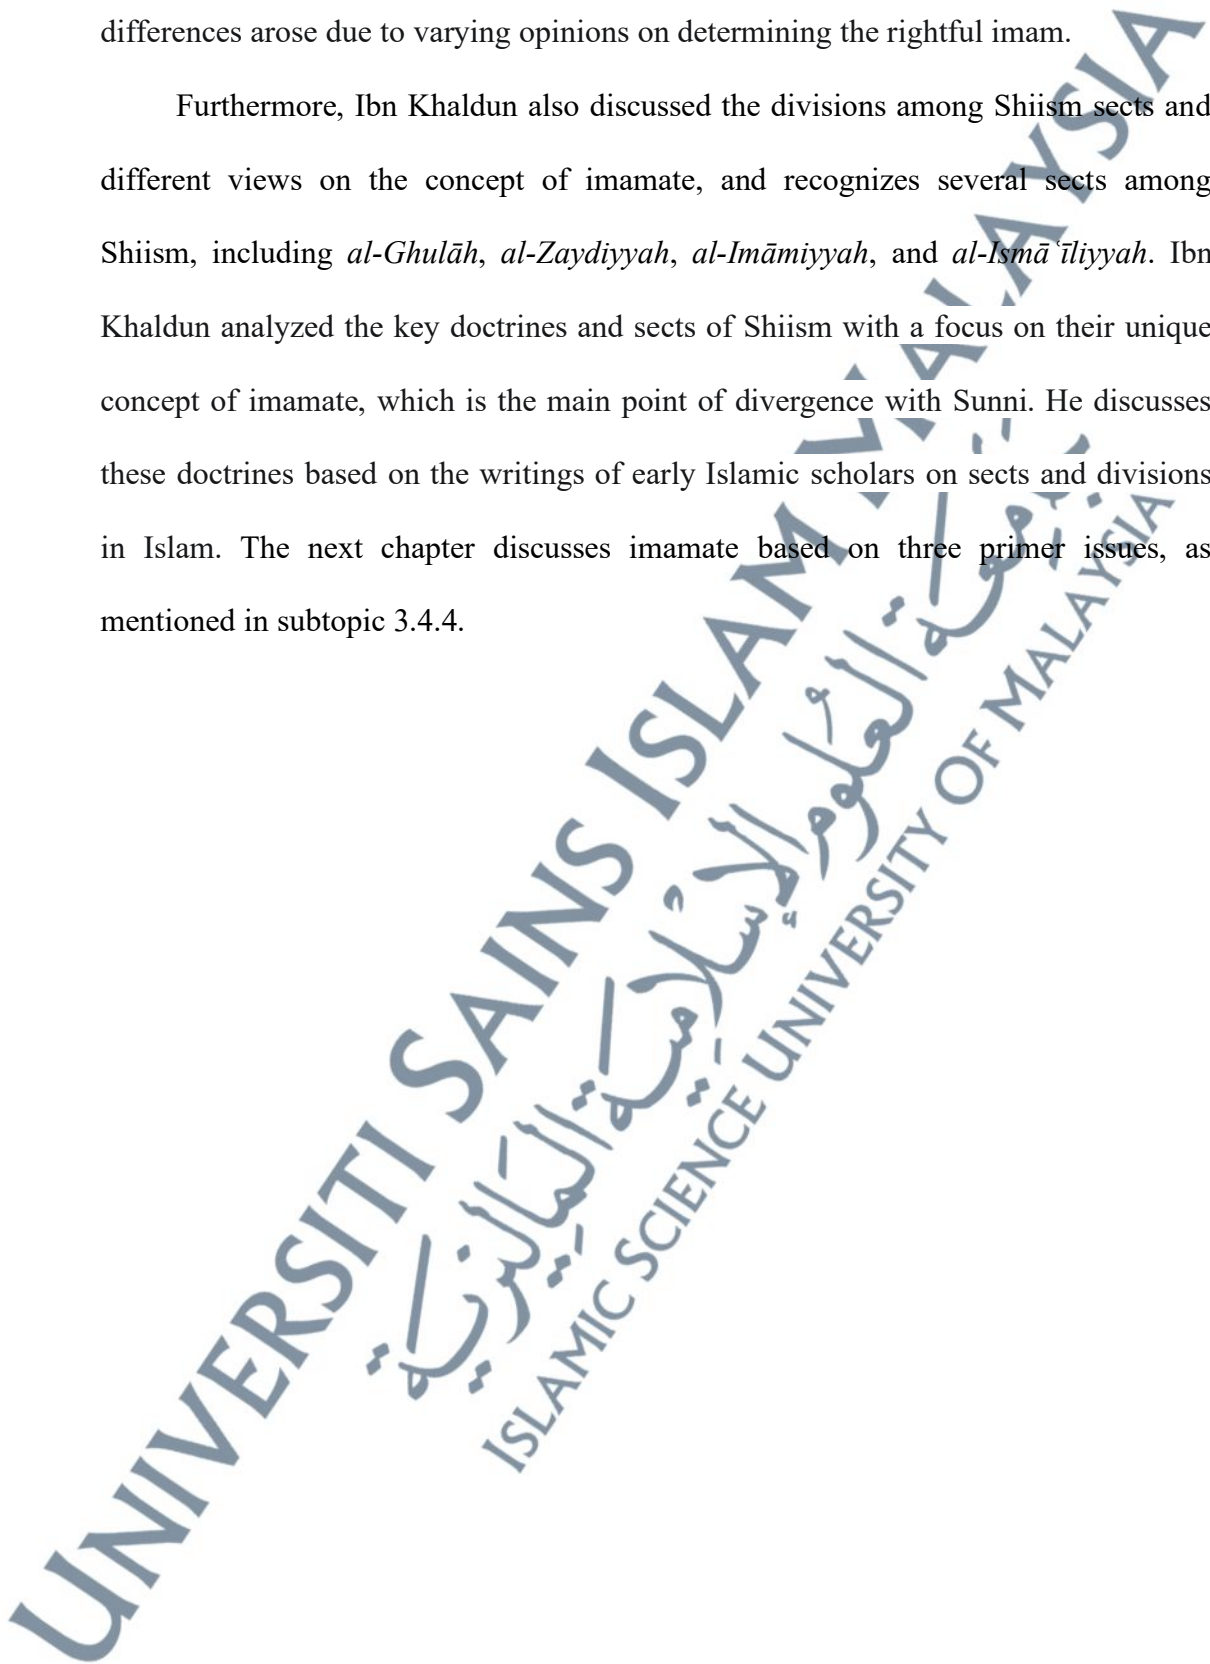 differences arose due to varying opinions on determining the rightful imam.
Furthermore, Ibn Khaldun also discussed the divisions among Shiism sects and
different views on the concept of imamate, and recognizes several sects among
Shiism, including al-Ghulāh, al-Zaydiyyah, al-Imāmiyyah, and al-Ismāʿīliyyah. Ibn
Khaldun analyzed the key doctrines and sects of Shiism with a focus on their unique
concept of imamate, which is the main point of divergence with Sunni. He discusses
these doctrines based on the writings of early Islamic scholars on sects and divisions
in Islam. The next chapter discusses imamate based on three primer issues, as
mentioned in subtopic 3.4.4.
UNIVERSITI SAINS ISLAM MALAYSIA
جامعة العلوم الإسلامية الماليزية
ISLAMIC SCIENCE UNIVERSITY OF MALAYSIA